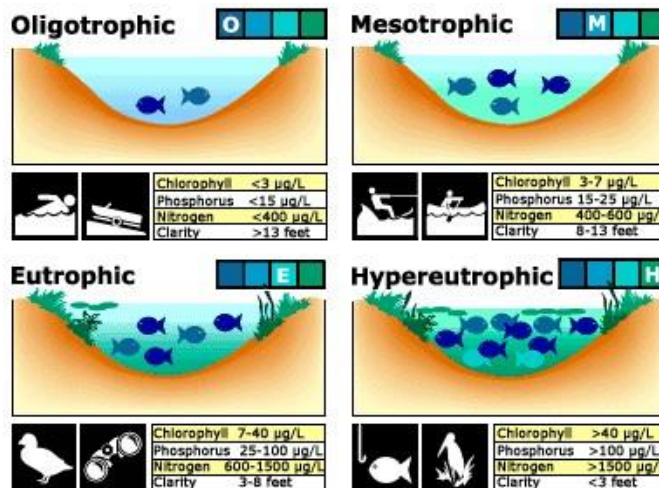 Oligotrophic O
Chlorophyll <3 µg/L
Phosphorus <15 µg/L
Nitrogen <400 µg/L
Clarity >13 feet
Mesotrophic M
Chlorophyll 3-7 µg/L
Phosphorus 15-25 µg/L
Nitrogen 400-600 µg/L
Clarity 8-13 feet
Eutrophic E
Chlorophyll 7-40 µg/L
Phosphorus 25-100 µg/L
Nitrogen 600-1500 µg/L
Clarity 3-8 feet
Hypereutrophic H
Chlorophyll >40 µg/L
Phosphorus >100 µg/L
Nitrogen >1500 µg/L
Clarity <3 feet